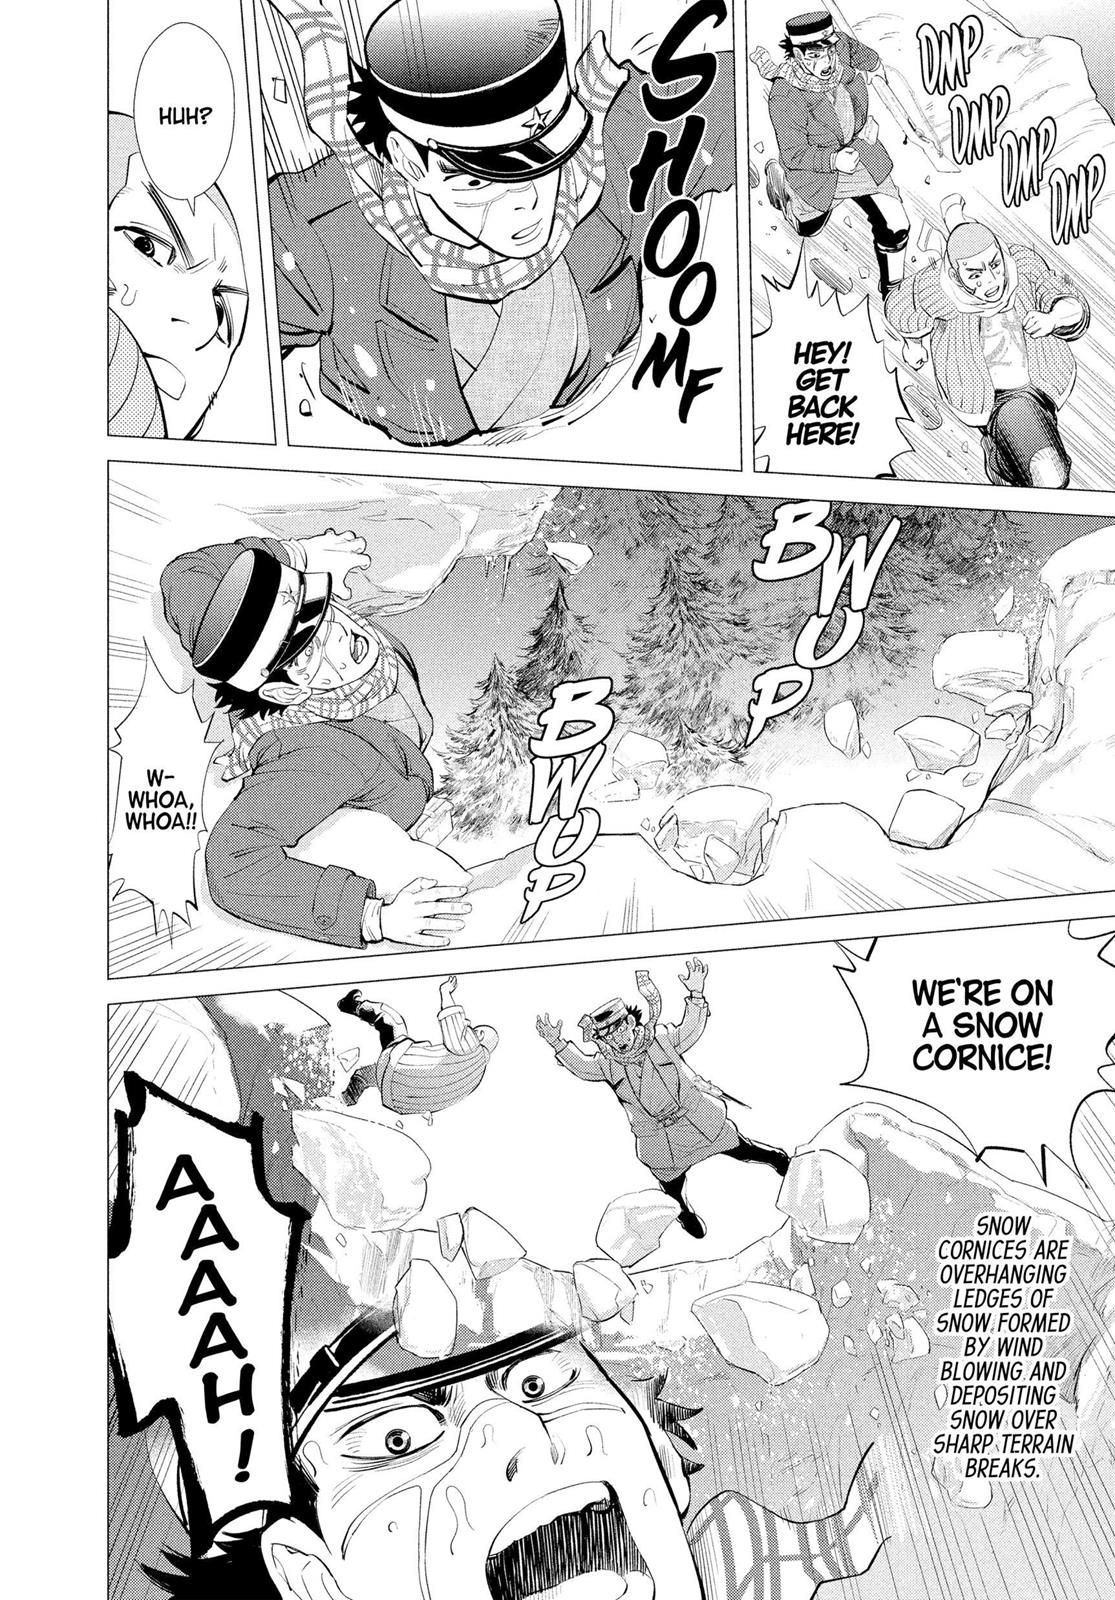 DMP
DMP
DMP
DMP
HEY!
GET
BACK
HERE!
SHOOMF
HUH?
BWUP
BWUP
W-
WHOA,
WHOA!!
WE'RE ON
A SNOW
CORNICE!
SNOW
CORNICES ARE
OVERHANGING
LEDGES OF
SNOW FORMED
BY WIND
BLOWING AND
DEPOSITING
SNOW OVER
SHARP TERRAIN
BREAKS.
AAAAH!